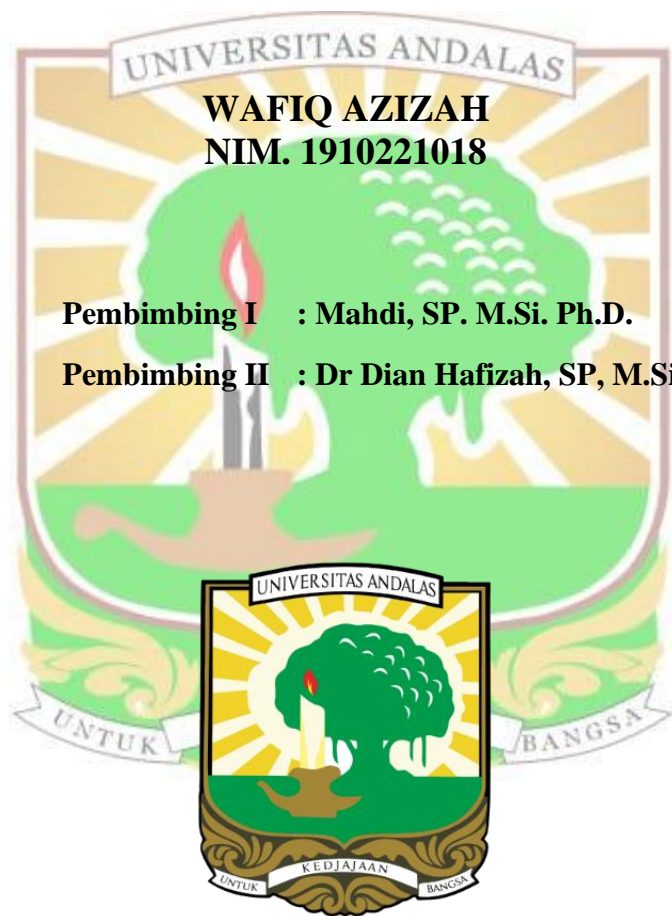 UNIVERSITAS ANDALAS
WAFIQ AZIZAH
NIM. 1910221018
Pembimbing I : Mahdi, SP. M.Si. Ph.D.
Pembimbing II : Dr Dian Hafizah, SP, M.Si
UNIVERSITAS ANDALAS
UNTUK BANGSA
UNTUK KEDJAJAAN BANGSA